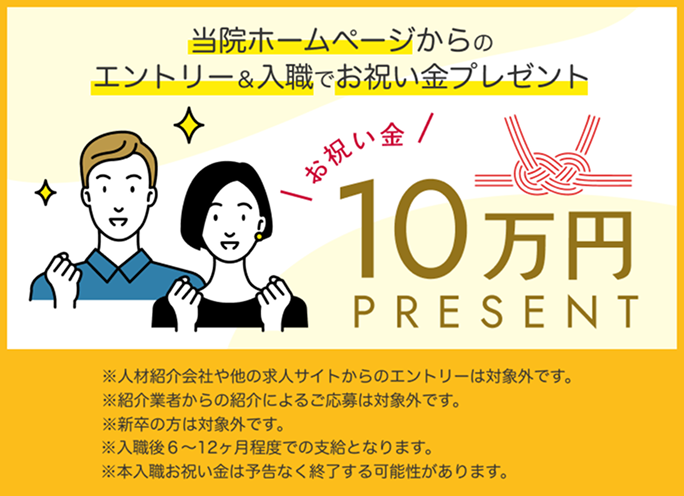 当院ホームページからの
エントリー&入職でお祝い金プレゼント
お祝い金
10万円
PRESENT
※人材紹介会社や他の求人サイトからのエントリーは対象外です。
※紹介業者からの紹介によるご応募は対象外です。
※新卒の方は対象外です。
※入職後６〜12ヶ月程度での支給となります。
※本入職お祝い金は予告なく終了する可能性があります。